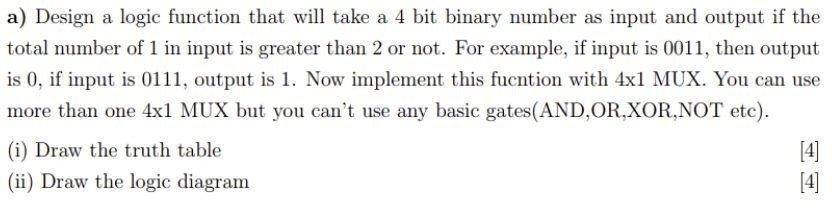 a) Design a logic function that will take a 4 bit binary number as input and output if the
total number of 1 in input is greater than 2 or not. For example, if input is 0011, then output
is 0, if input is 0111, output is 1. Now implement this fucntion with 4x1 MUX. You can use
more than one 4x1 MUX but you can't use any basic gates(AND,OR,XOR,NOT etc).
(i) Draw the truth table [4]
(ii) Draw the logic diagram [4]